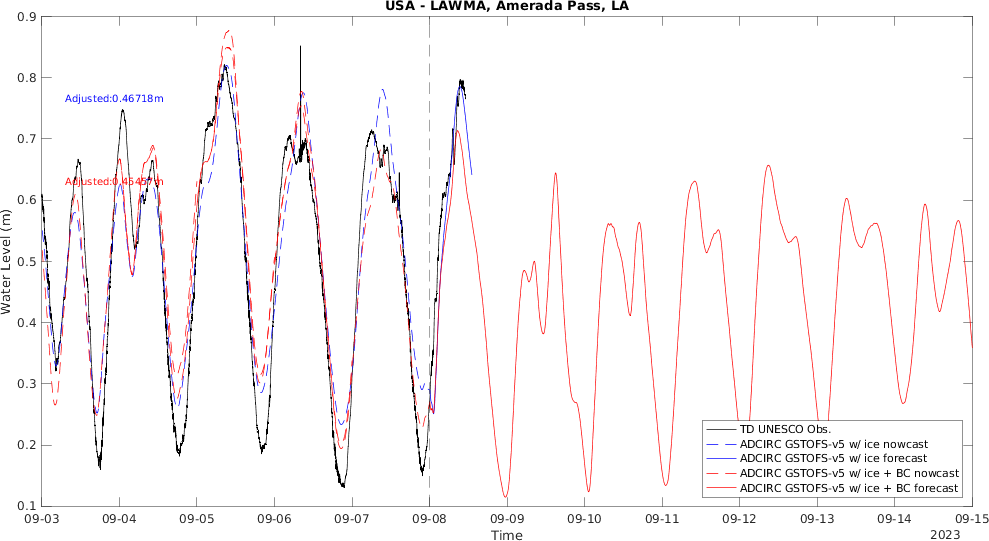 USA - LAWMA, Amerada Pass, LA
0.9
0.8
0.7
0.6
0.5
0.4
0.3
0.2
0.1
Water Level (m)
Adjusted:0.46718m
TD UNESCO Obs.
ADCIRC GSTOFS-v5 w/ ice nowcast
ADCIRC GSTOFS-v5 w/ ice forecast
ADCIRC GSTOFS-v5 w/ ice + BC nowcast
ADCIRC GSTOFS-v5 w/ ice + BC forecast
09-03 09-04 09-05 09-06 09-07 09-08 09-09 09-10 09-11 09-12 09-13 09-14 09-15
Time
2023